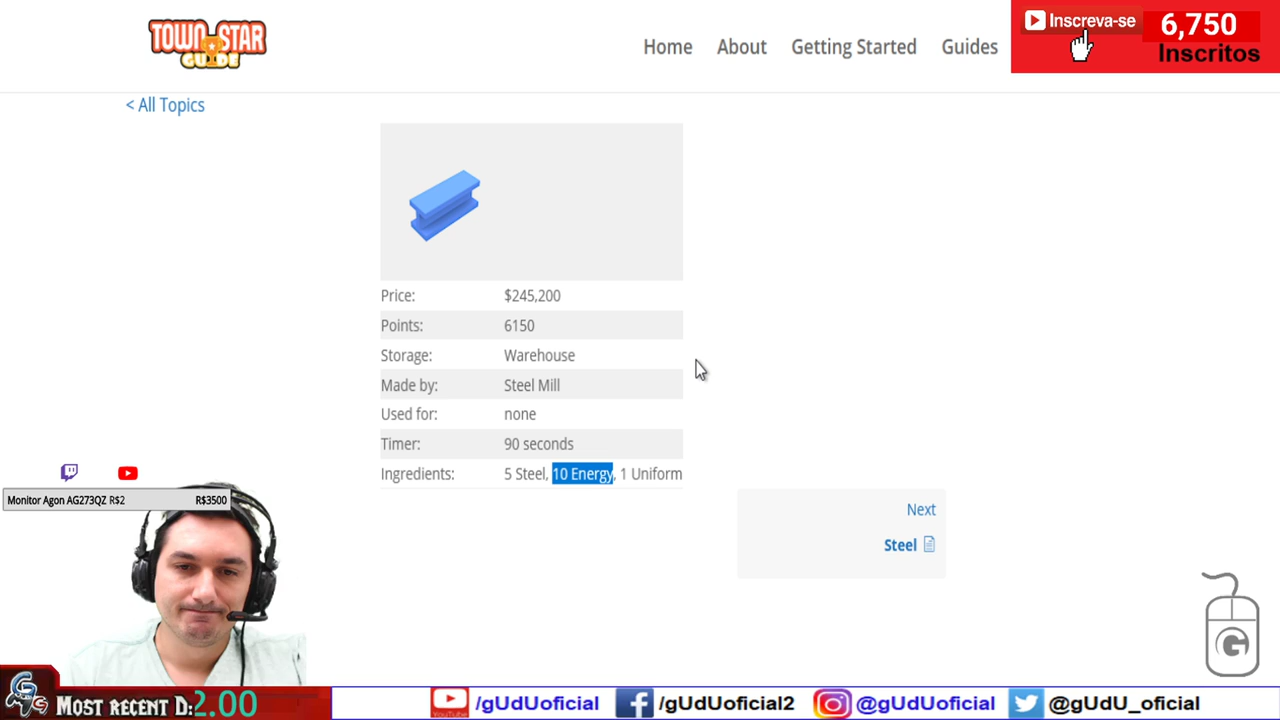 TOWN STAR
GUIDE
Home
About
Getting Started
Guides
Inscreva-se
6,750
Inscritos
< All Topics
Price: $245,200
Points: 6150
Storage: Warehouse
Made by: Steel Mill
Used for: none
Timer: 90 seconds
Ingredients: 5 Steel, 10 Energy, 1 Uniform
Next
Steel
Monitor Agon AG273QZ R$2 R$3500
G
Most recent D: 2.00
YouTube
/gUdUoficial
/gUdUoficial2
@gUdUoficial
@gUdU_oficial